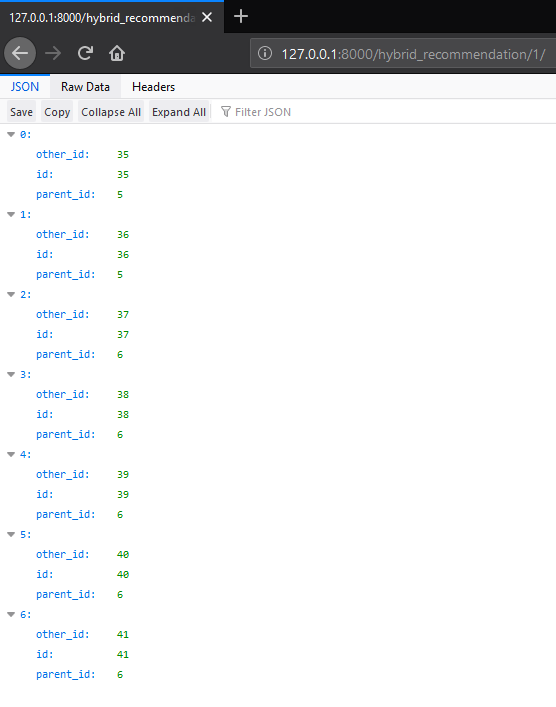 127.0.0.1:8000/hybrid_recommenda
127.0.0.1:8000/hybrid_recommendation/1/
JSON Raw Data Headers
Save Copy Collapse All Expand All Filter JSON
0:
other_id: 35
id: 35
parent_id: 5
1:
other_id: 36
id: 36
parent_id: 5
2:
other_id: 37
id: 37
parent_id: 6
3:
other_id: 38
id: 38
parent_id: 6
4:
other_id: 39
id: 39
parent_id: 6
5:
other_id: 40
id: 40
parent_id: 6
6:
other_id: 41
id: 41
parent_id: 6